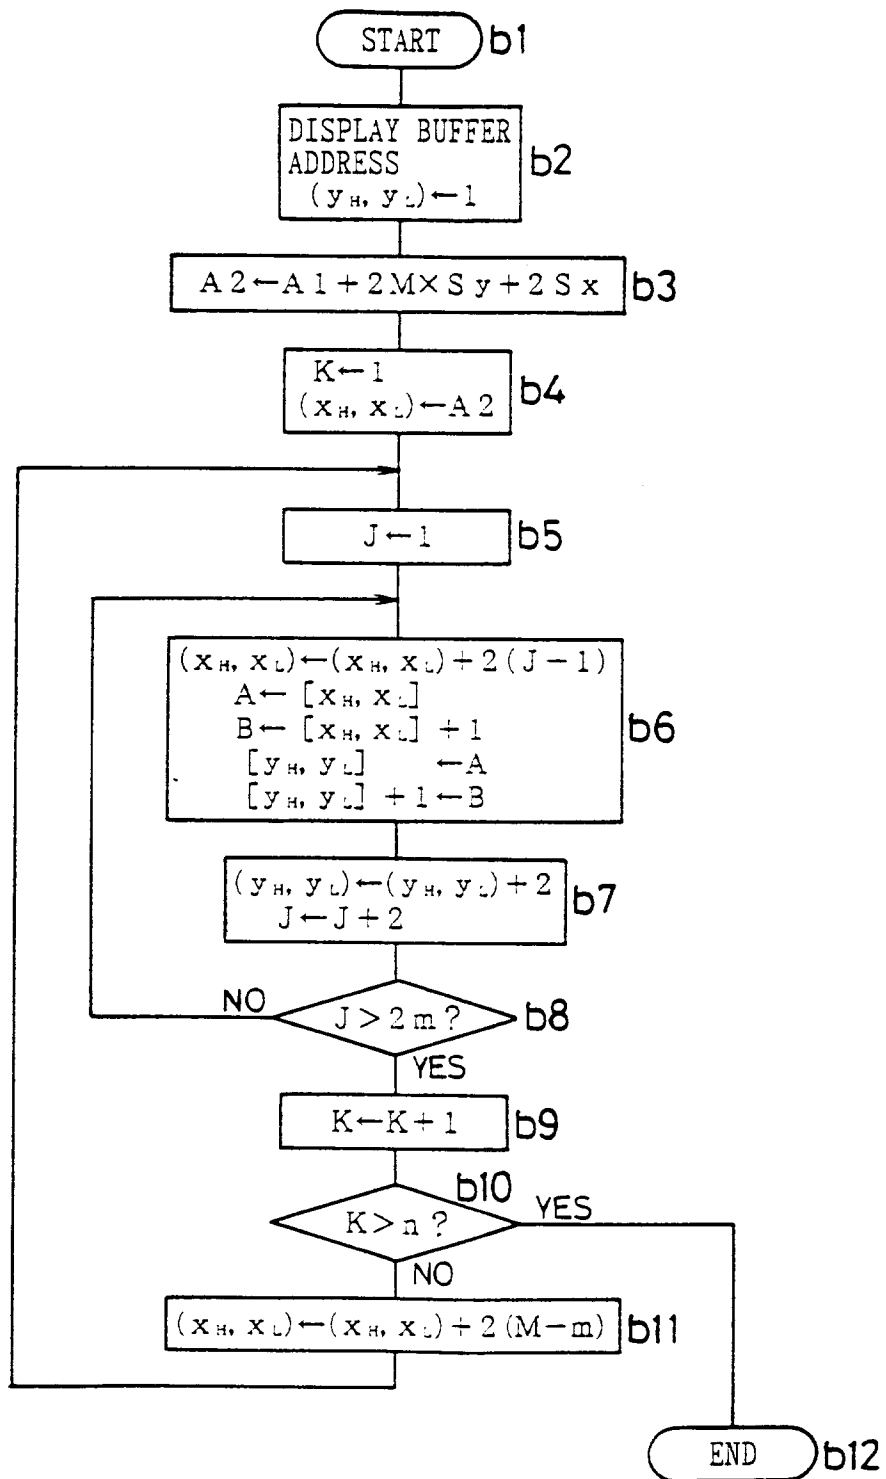 START b1
DISPLAY BUFFER
ADDRESS
(yH, yL)←1
b2
A2←A1+2M×Sy+2Sx b3
K←1
(xH, xL)←A2
b4
J←1 b5
(xH, xL)←(xH, xL)+2(J-1)
A←[xH, xL]
B←[xH, xL] +1
[yH, yL] ←A
[yH, yL] +1←B
b6
(yH, yL)←(yH, yL)+2
J←J+2
b7
NO
J>2m? b8
YES
K←K+1 b9
b10
K>n? YES
NO
(xH, xL)←(xH, xL)+2(M-m) b11
END b12